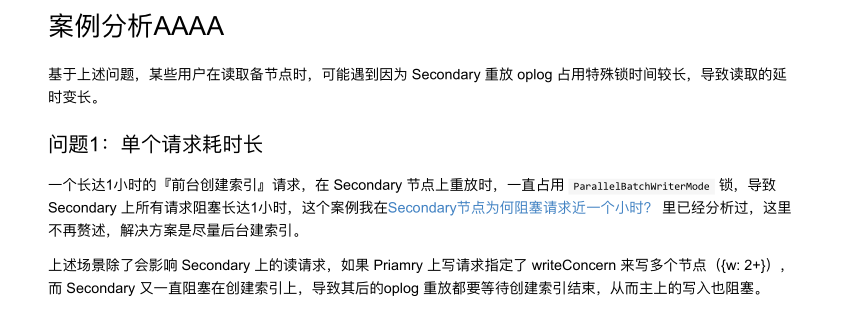 案例分析AAAA
基于上述问题，某些用户在读取备节点时，可能遇到因为 Secondary 重放 oplog 占用特殊锁时间较长，导致读取的延
时变长。
问题1：单个请求耗时长
一个长达1小时的『前台创建索引』请求，在 Secondary 节点上重放时，一直占用 ParallelBatchWriterMode 锁，导致
Secondary 上所有请求阻塞长达1小时，这个案例我在Secondary节点为何阻塞请求近一个小时？ 里已经分析过，这里
不再赘述，解决方案是尽量后台建索引。
上述场景除了会影响 Secondary 上的读请求，如果 Priamry 上写请求指定了 writeConcern 来写多个节点（{w: 2+}），
而 Secondary 又一直阻塞在创建索引上，导致其后的oplog 重放都要等待创建索引结束，从而主上的写入也阻塞。